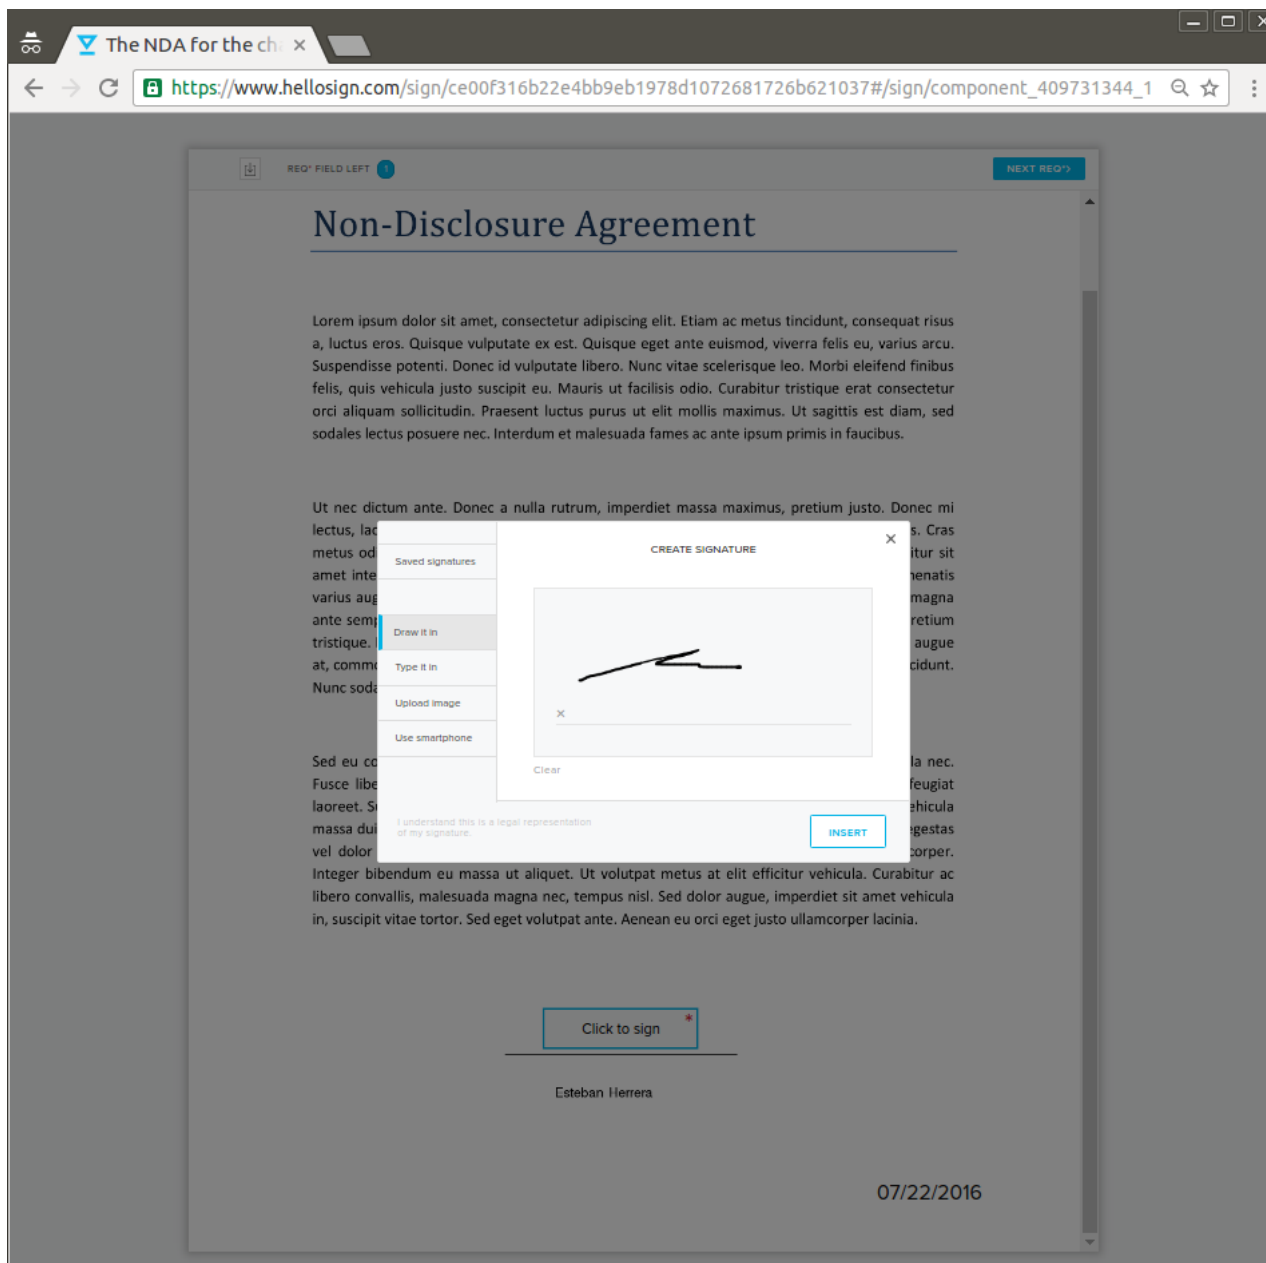 The NDA for the cha
https://www.hellosign.com/sign/ce00f316b22e4bb9eb1978d1072681726b621037#/sign/component_409731344_1
REQ* FIELD LEFT 1
NEXT REQ*
Non-Disclosure Agreement
Lorem ipsum dolor sit amet, consectetur adipiscing elit. Etiam ac metus tincidunt, consequat risus
a, luctus eros. Quisque vulputate ex est. Quisque eget ante euismod, viverra felis eu, varius arcu.
Suspendisse potenti. Donec id vulputate libero. Nunc vitae scelerisque leo. Morbi eleifend finibus
felis, quis vehicula justo suscipit eu. Mauris ut facilisis odio. Curabitur tristique erat consectetur
orci aliquam sollicitudin. Praesent luctus purus ut elit mollis maximus. Ut sagittis est diam, sed
sodales lectus posuere nec. Interdum et malesuada fames ac ante ipsum primis in faucibus.
Ut nec dictum ante. Donec a nulla rutrum, imperdiet massa maximus, pretium justo. Donec mi
lectus, lac s. Cras
metus od itur sit
amet inte nenatis
varius aug magna
ante semp retium
tristique. augue
at, commo cidunt.
Nunc soda
CREATE SIGNATURE
Saved signatures
Draw it in
Type it in
Upload image
Use smartphone
Clear
I understand this is a legal representation
of my signature.
INSERT
Sed eu co la nec.
Fusce libe feugiat
laoreet. S ehicula
massa dui egestas
vel dolor corper.
Integer bibendum eu massa ut aliquet. Ut volutpat metus at elit efficitur vehicula. Curabitur ac
libero convallis, malesuada magna nec, tempus nisl. Sed dolor augue, imperdiet sit amet vehicula
in, suscipit vitae tortor. Sed eget volutpat ante. Aenean eu orci eget justo ullamcorper lacinia.
Click to sign *
Esteban Herrera
07/22/2016